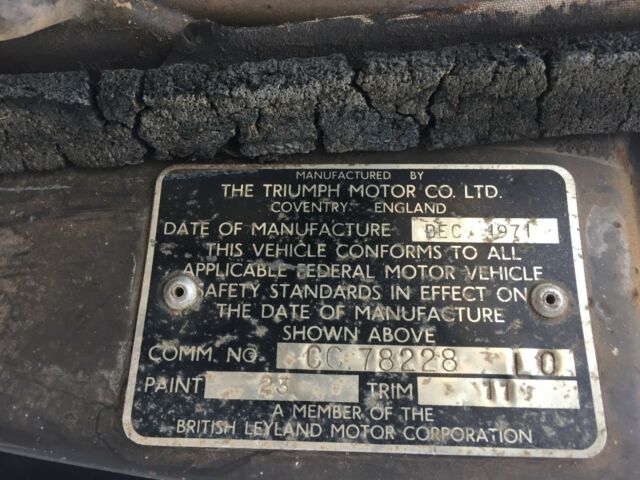 MANUFACTURED BY
THE TRIUMPH MOTOR CO. LTD.
COVENTRY ENGLAND
DATE OF MANUFACTURE DEC. 1971
THIS VEHICLE CONFORMS TO ALL
APPLICABLE FEDERAL MOTOR VEHICLE
SAFETY STANDARDS IN EFFECT ON
THE DATE OF MANUFACTURE
SHOWN ABOVE
COMM. NO. CC 78228 LO
PAINT 23 TRIM 11
A MEMBER OF THE
BRITISH LEYLAND MOTOR CORPORATION